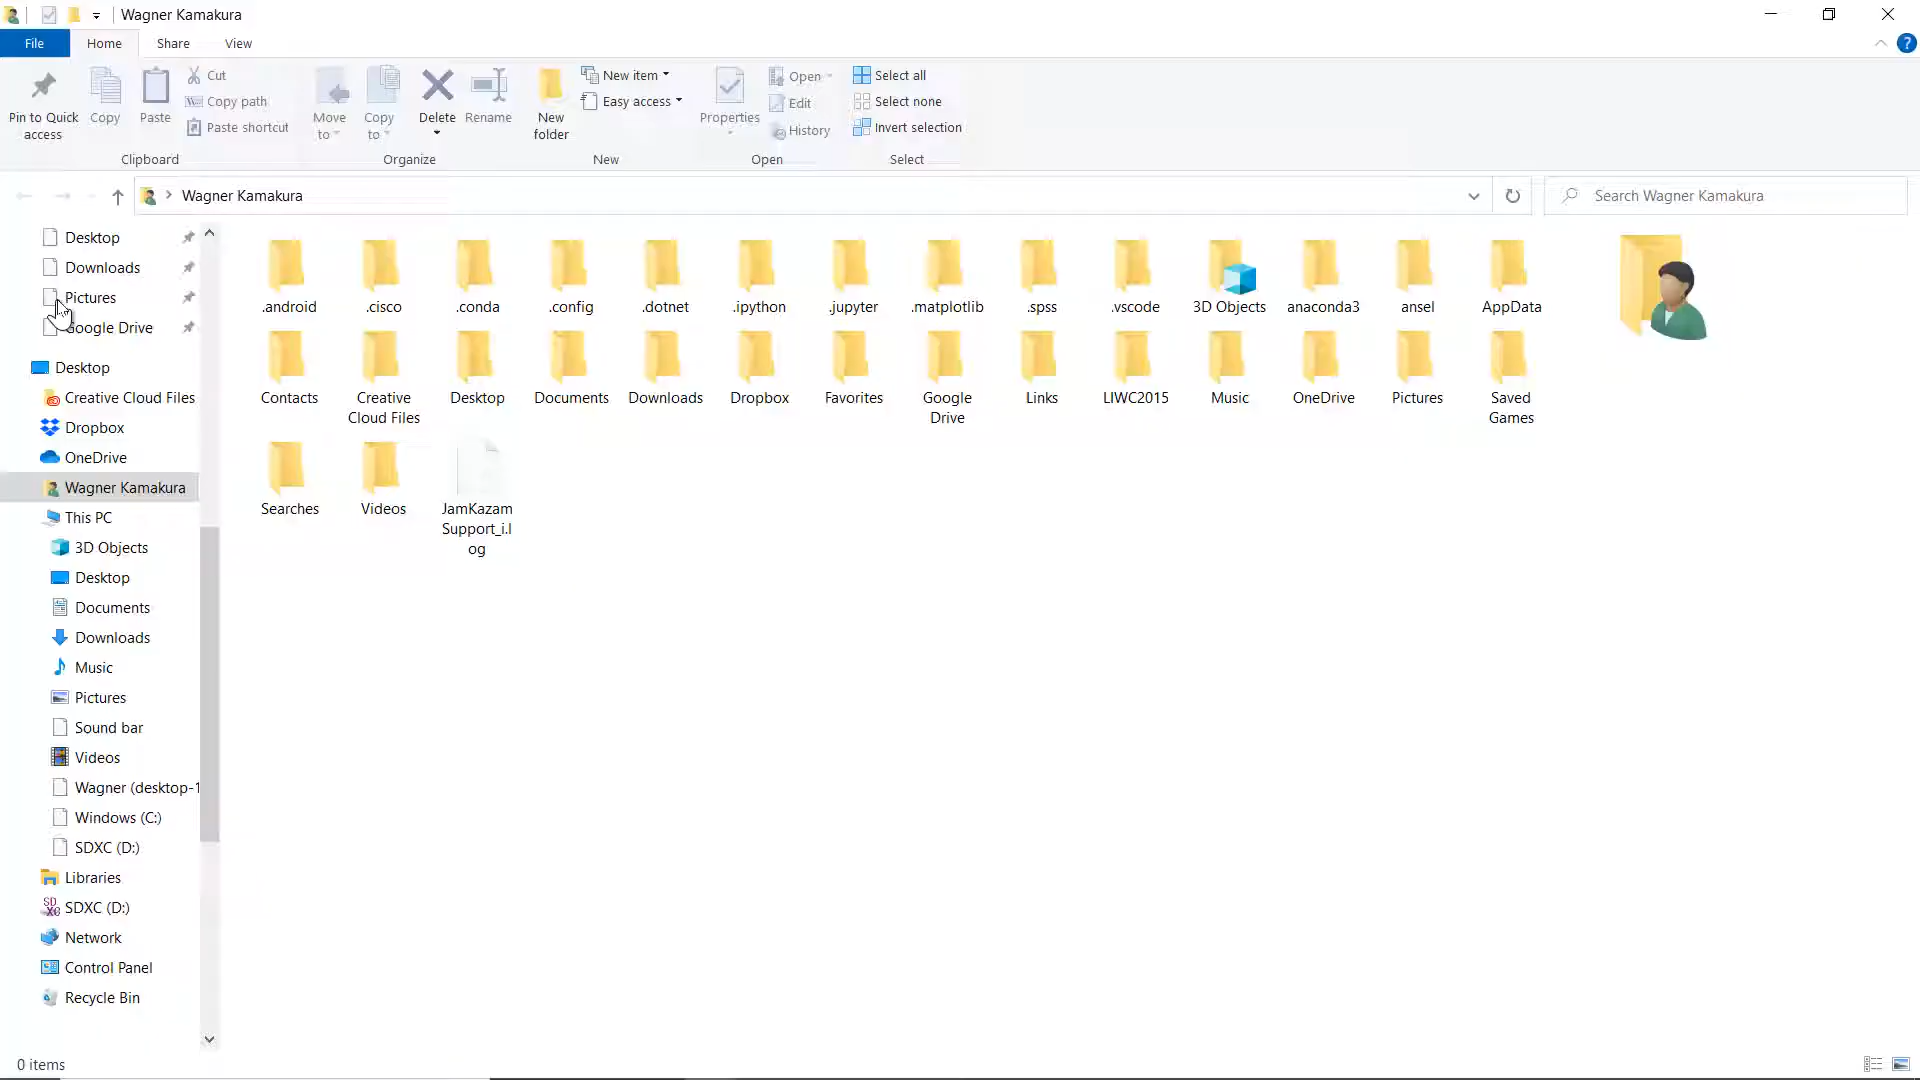 Wagner Kamakura
File Home Share View
Pin to Quick
access
Copy
Paste
Cut
Copy path
Paste shortcut
Clipboard
Move
to
Copy
to
Delete
Rename
Organize
New
folder
New item
Easy access
New
Properties
Open
Edit
History
Open
Select all
Select none
Invert selection
Select
Wagner Kamakura
Search Wagner Kamakura
Desktop
Downloads
Pictures
Google Drive
Desktop
Creative Cloud Files
Dropbox
OneDrive
Wagner Kamakura
This PC
3D Objects
Desktop
Documents
Downloads
Music
Pictures
Sound bar
Videos
Wagner (desktop-1
Windows (C:)
SDXC (D:)
Libraries
SDXC (D:)
Network
Control Panel
Recycle Bin
.android .cisco .conda .config .dotnet .ipython .jupyter .matplotlib .spss .vscode 3D Objects anaconda3 ansel AppData
Contacts
Creative
Cloud Files
Desktop
Documents
Downloads
Dropbox
Favorites
Google
Drive
Links
LIWC2015
Music
OneDrive
Pictures
Saved
Games
Searches
Videos
JamKazam
Support_i.l
og
0 items